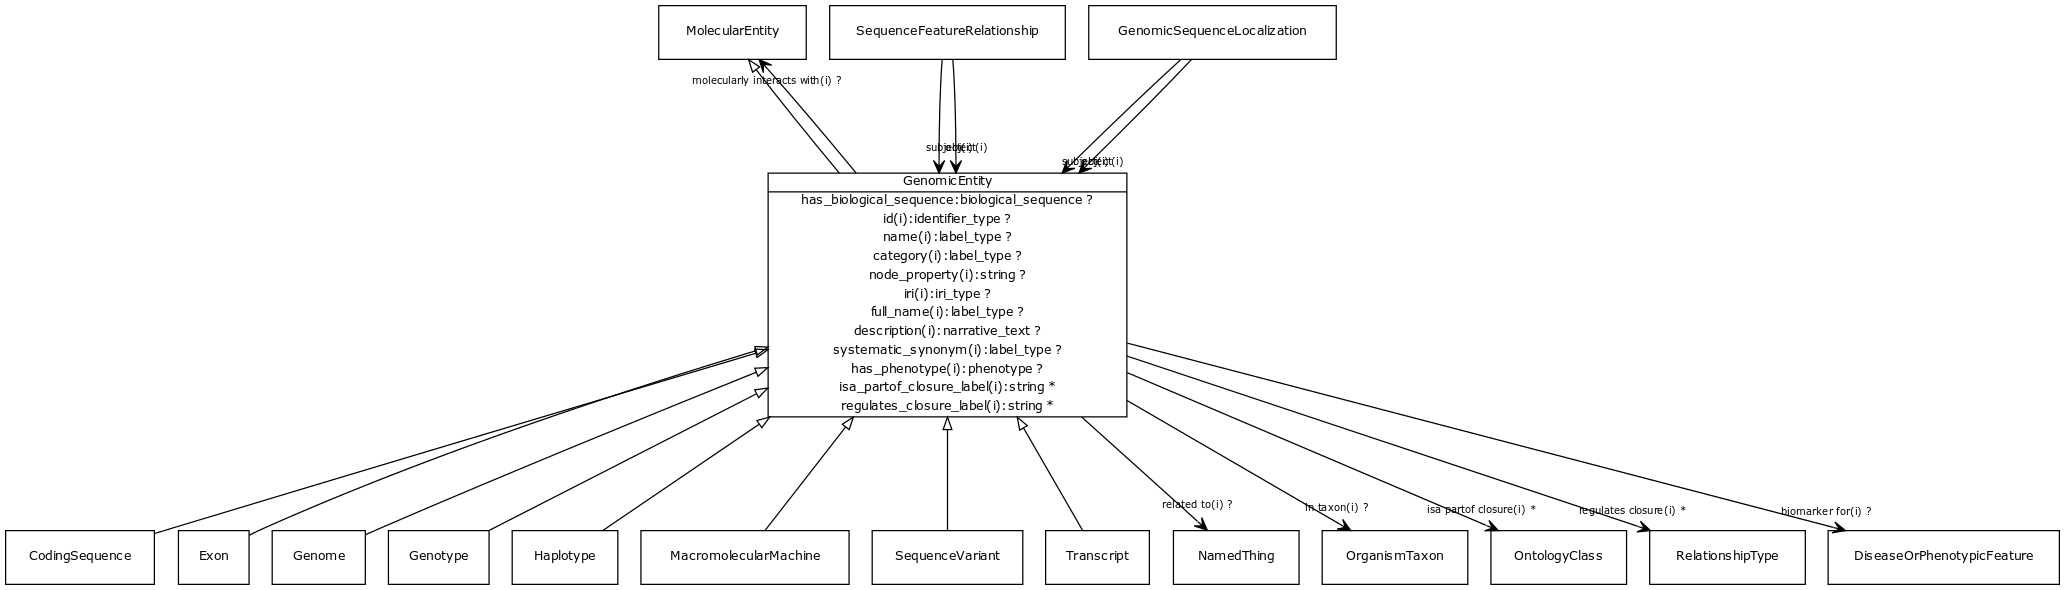 MolecularEntity
SequenceFeatureRelationship
GenomicSequenceLocalization
molecularly interacts with(i) ?
subject(i)
object(i)
subject(i)
object(i)
GenomicEntity
has_biological_sequence:biological_sequence ?
id(i):identifier_type ?
name(i):label_type ?
category(i):label_type ?
node_property(i):string ?
iri(i):iri_type ?
full_name(i):label_type ?
description(i):narrative_text ?
systematic_synonym(i):label_type ?
has_phenotype(i):phenotype ?
isa_partof_closure_label(i):string *
regulates_closure_label(i):string *
related to(i) ?
in taxon(i) ?
isa partof closure(i) *
regulates closure(i) *
biomarker for(i) ?
CodingSequence
Exon
Genome
Genotype
Haplotype
MacromolecularMachine
SequenceVariant
Transcript
NamedThing
OrganismTaxon
OntologyClass
RelationshipType
DiseaseOrPhenotypicFeature